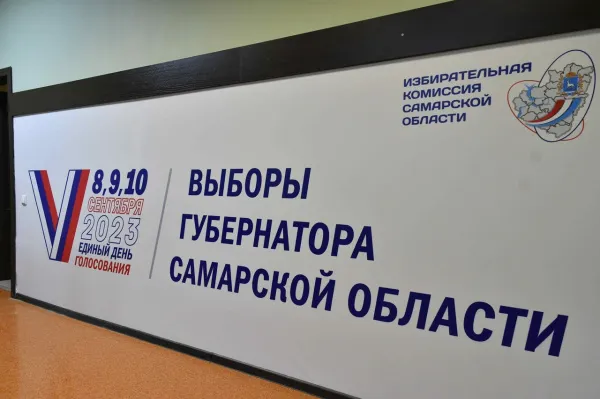 ИЗБИРАТЕЛЬНАЯ
КОМИССИЯ
САМАРСКОЙ
ОБЛАСТИ
8, 9, 10
СЕНТЯБРЯ
2023
ЕДИНЫЙ ДЕНЬ
ГОЛОСОВАНИЯ
ВЫБОРЫ
ГУБЕРНАТОРА
САМАРСКОЙ ОБЛАСТИ